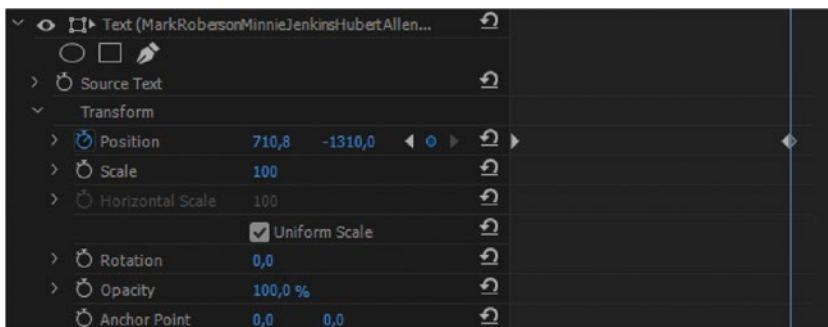 Text (MarkRobersonMinnieJenkinsHubertAllen...
Source Text
Transform
Position 710,8 -1310,0
Scale 100
Horizontal Scale 100
Uniform Scale
Rotation 0,0
Opacity 100,0 %
Anchor Point 0,0 0,0